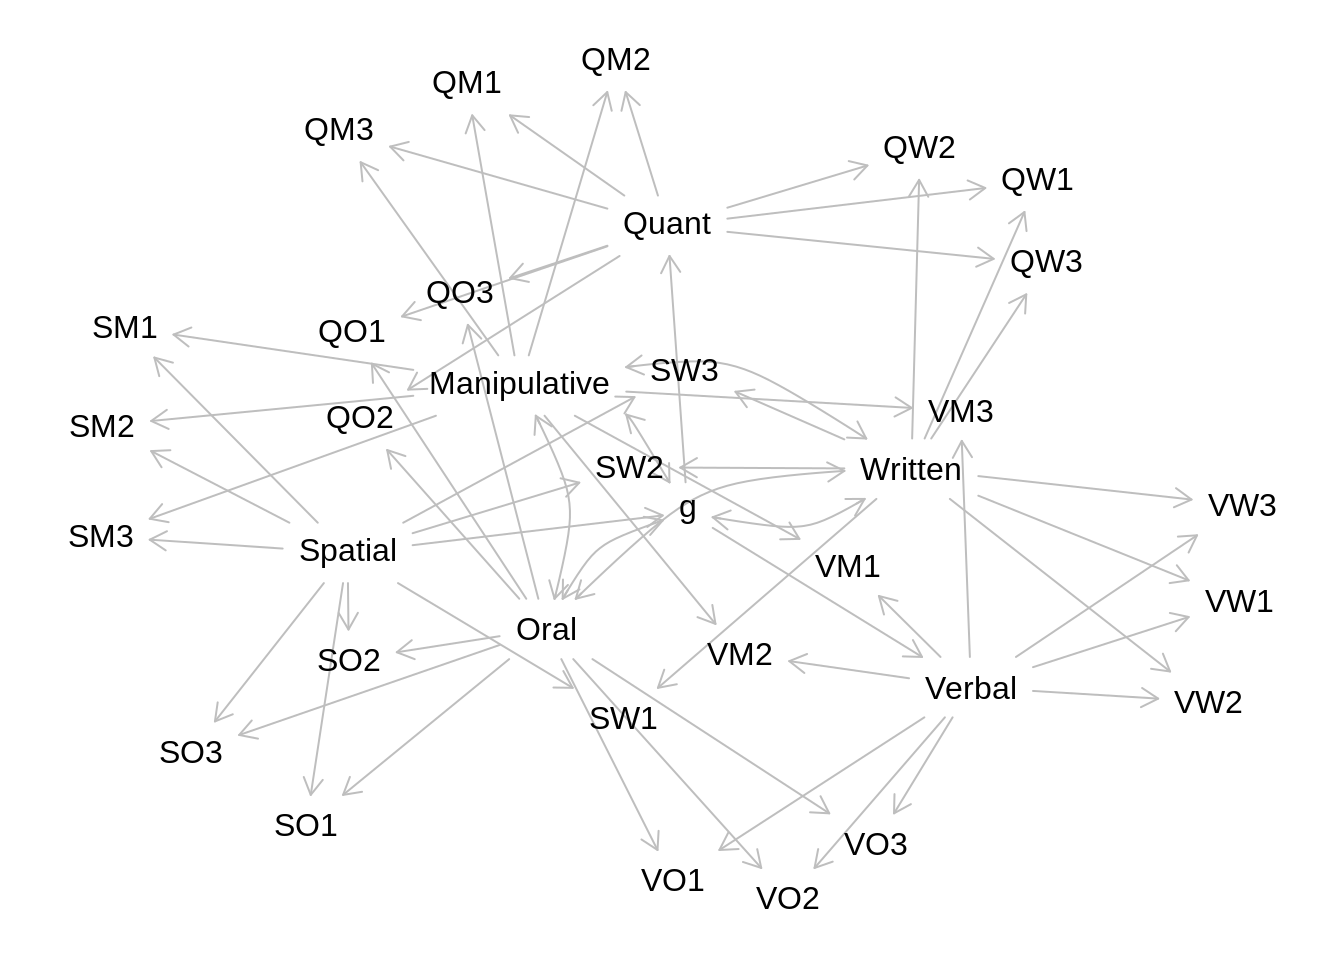 QM2
QM1
QM3
QW2
QW1
Quant
QW3
QO3
SM1
QO1
SW3
Manipulative
VM3
QO2
SM2
SW2
Written
VW3
g
SM3
Spatial
VM1
VW1
Oral
VM2
SO2
Verbal
VW2
SW1
SO3
SO1
VO3
VO1
VO2